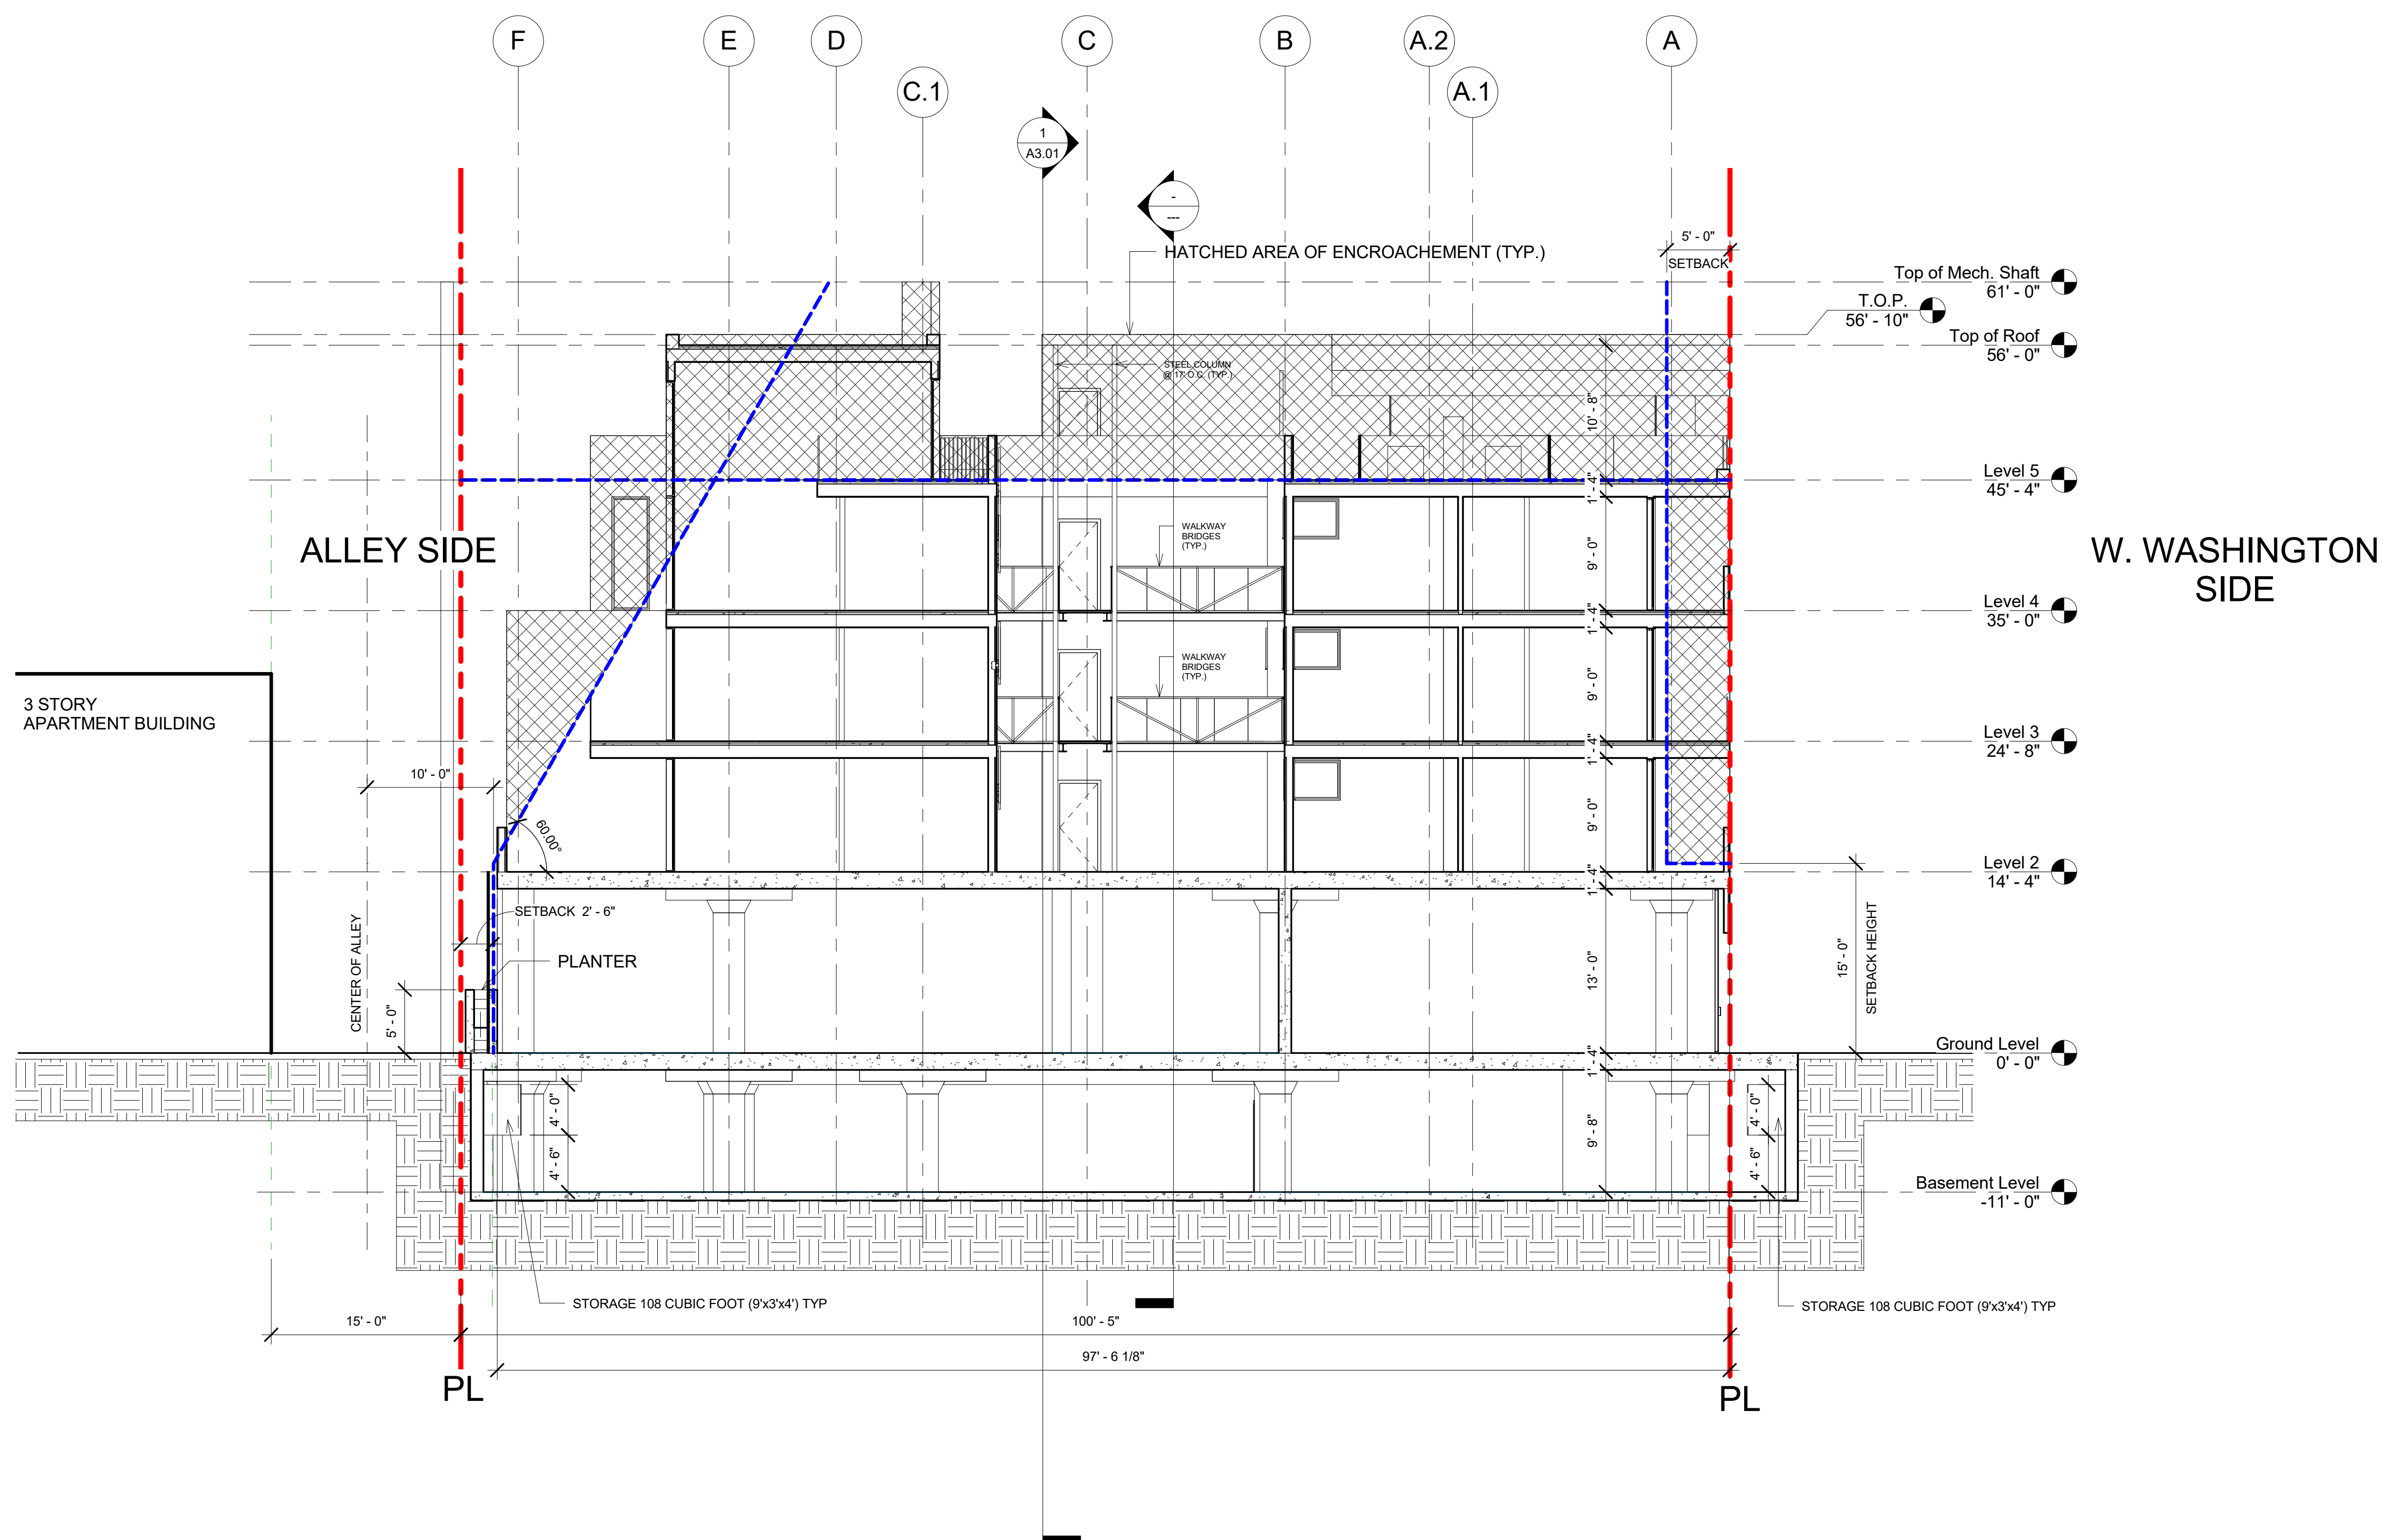 F
E
D
C
B
A.2
A
C.1
A.1
1
A3.01
-
---
HATCHED AREA OF ENCROACHEMENT (TYP.)
5' - 0"
SETBACK
Top of Mech. Shaft
61' - 0"
T.O.P.
56' - 10"
Top of Roof
56' - 0"
STEEL COLUMN
@ 17' O.C. (TYP.)
10' - 8"
Level 5
45' - 4"
1' - 4"
ALLEY SIDE
WALKWAY
BRIDGES
(TYP.)
9' - 0"
W. WASHINGTON
SIDE
Level 4
35' - 0"
1' - 4"
WALKWAY
BRIDGES
(TYP.)
9' - 0"
3 STORY
APARTMENT BUILDING
Level 3
24' - 8"
1' - 4"
10' - 0"
60.00°
9' - 0"
Level 2
14' - 4"
1' - 4"
SETBACK 2' - 6"
PLANTER
CENTER OF ALLEY
5' - 0"
13' - 0"
15' - 0"
SETBACK HEIGHT
Ground Level
0' - 0"
1' - 4"
4' - 0"
4' - 6"
9' - 8"
4' - 0"
4' - 6"
Basement Level
-11' - 0"
STORAGE 108 CUBIC FOOT (9'x3'x4') TYP
STORAGE 108 CUBIC FOOT (9'x3'x4') TYP
15' - 0"
100' - 5"
97' - 6 1/8"
PL
PL